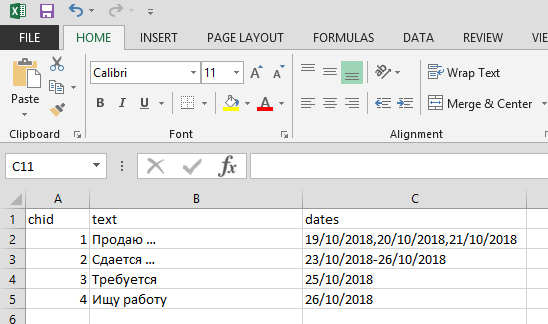 FILE HOME INSERT PAGE LAYOUT FORMULAS DATA REVIEW VIE
Paste Calibri 11 A A Wrap Text
B I U A Merge & Center
Clipboard Font Alignment
C11 fx
A B C
1 chid text dates
2 1 Продаю ... 19/10/2018,20/10/2018,21/10/2018
3 2 Сдается ... 23/10/2018-26/10/2018
4 3 Требуется 25/10/2018
5 4 Ищу работу 26/10/2018
6